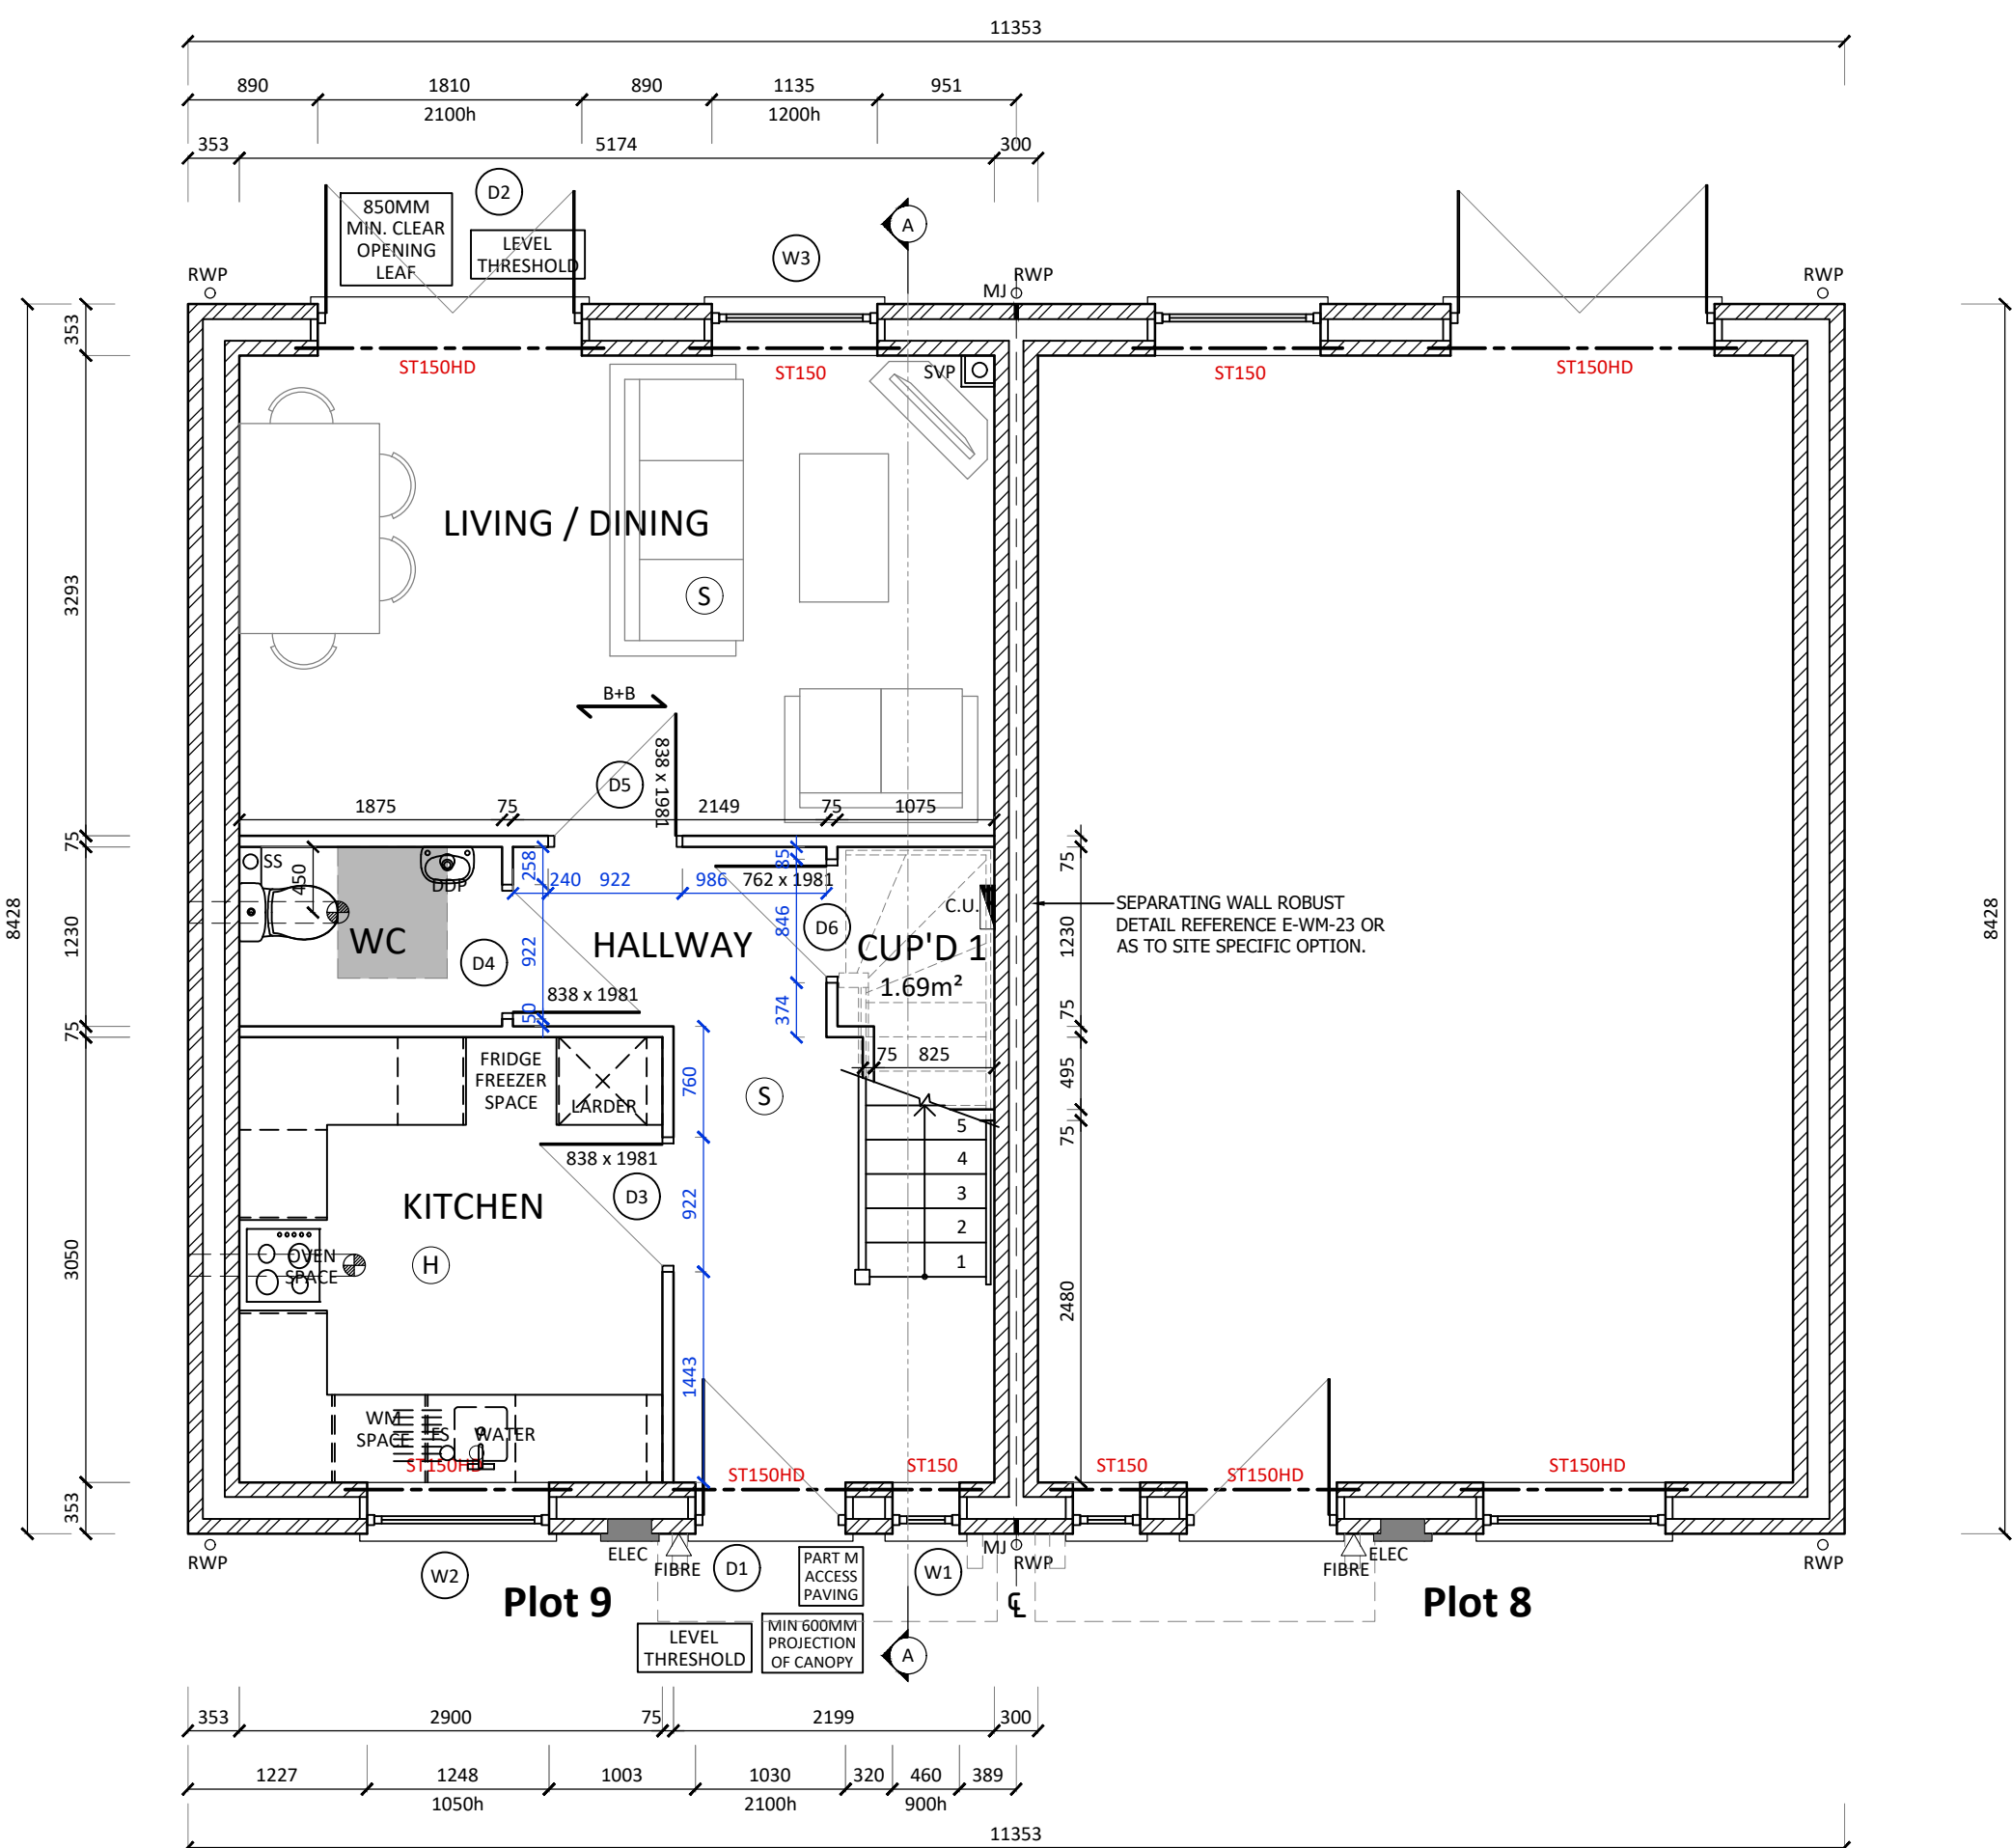 11353
890 1810 890 1135 951
2100h 1200h
353 5174 300
D2
850MM
MIN. CLEAR
OPENING
LEAF
LEVEL
THRESHOLD
W3
A
RWP
RWP
RWP
MJ
353
ST150HD
ST150
SVP
ST150
ST150HD
LIVING / DINING
3293
S
B+B
D5
838 x 1981
1875 75 2149 75 1075
75
SS
450
DDP
258
240 922 986
85
762 x 1981
75
C.U.
SEPARATING WALL ROBUST
DETAIL REFERENCE E-WM-23 OR
AS TO SITE SPECIFIC OPTION.
8428
8428
1230
WC
D4
922
HALLWAY
846
D6
CUP'D 1
1.69m²
1230
838 x 1981
50
374
75
75
FRIDGE
FREEZER
SPACE
LARDER
760
S
75 825
495
75
5
4
3
2
1
838 x 1981
D3
922
KITCHEN
H
OVEN
SPACE
3050
2480
1443
WM
SPACE
FS
WATER
ST150HD
ST150HD
ST150
ST150
ST150HD
ST150HD
353
RWP
W2
ELEC
FIBRE
D1
PART M
ACCESS
PAVING
W1
MJ
RWP
FIBRE
ELEC
RWP
Plot 9
℄
Plot 8
LEVEL
THRESHOLD
MIN 600MM
PROJECTION
OF CANOPY
A
353 2900 75 2199 300
1227 1248 1003 1030 320 460 389
1050h 2100h 900h
11353